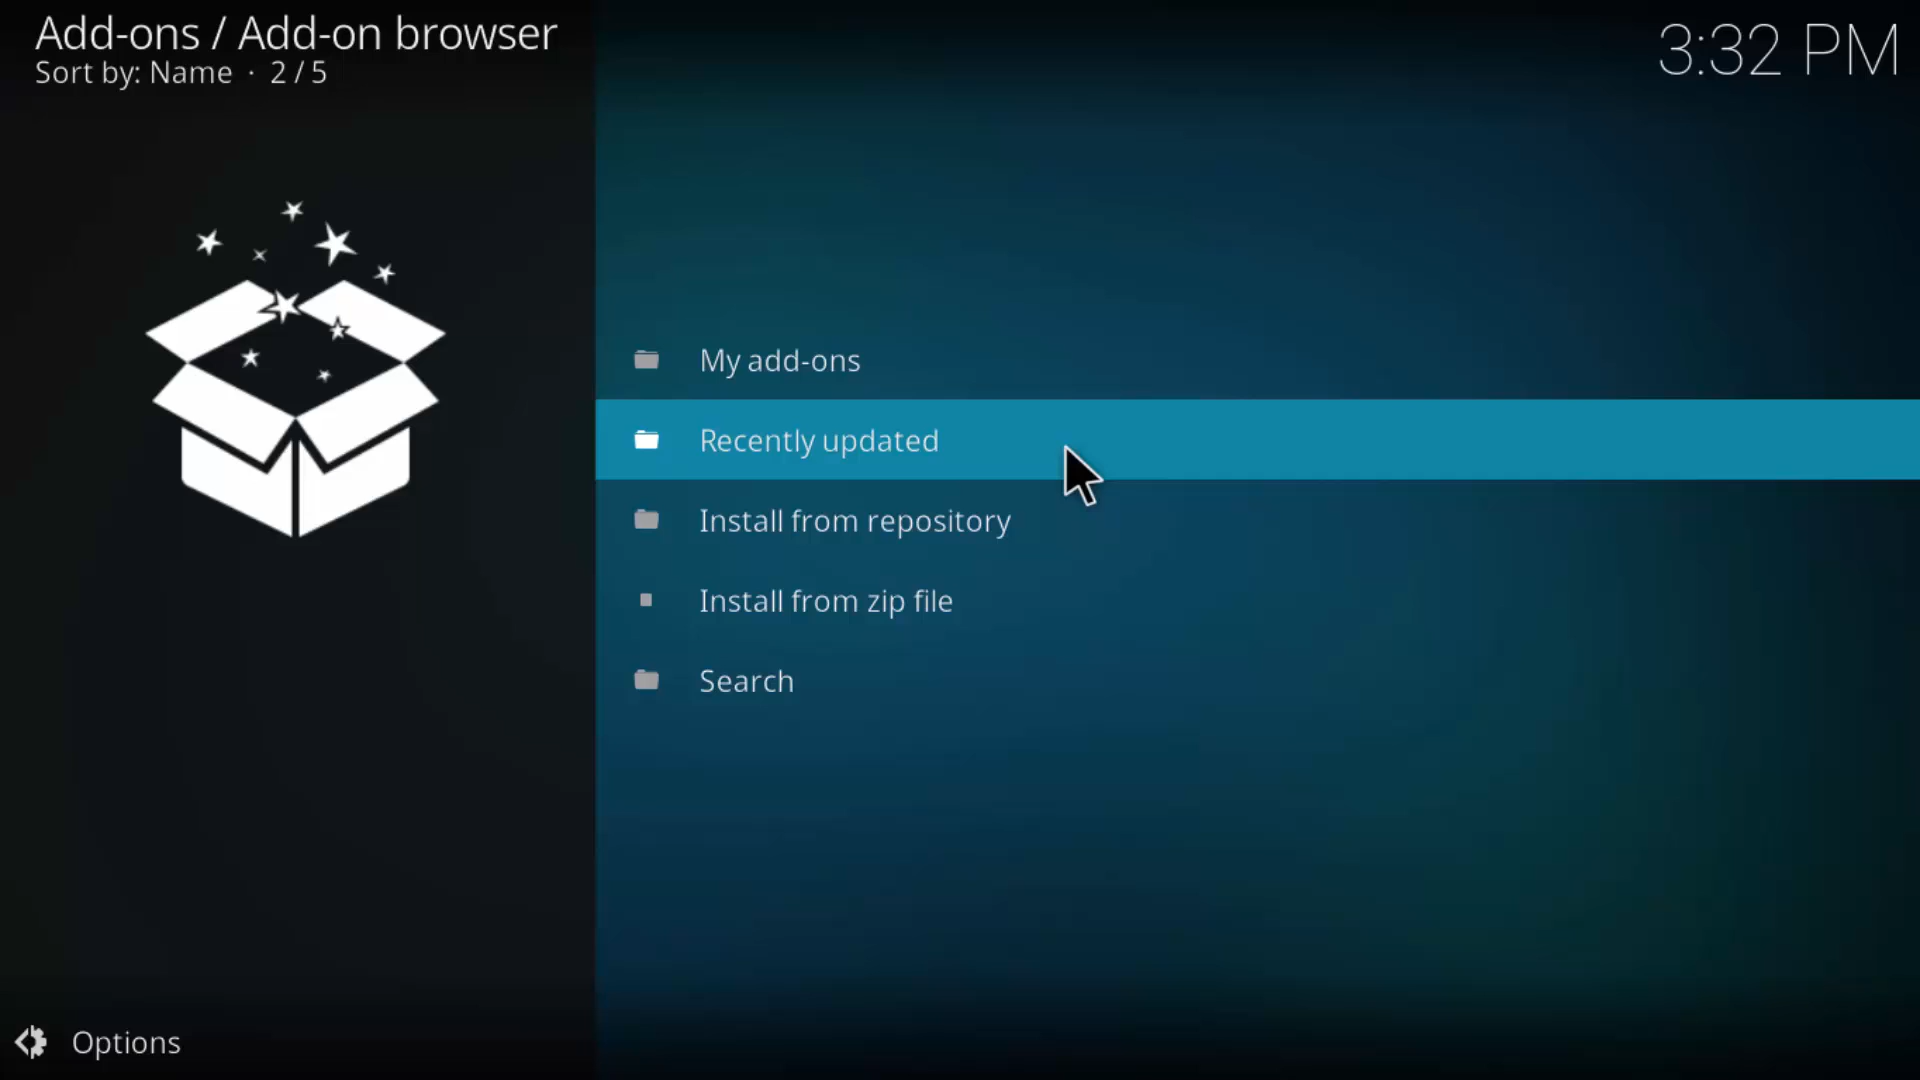 Add-ons / Add-on browser
Sort by: Name · 2 / 5
3:32 PM
My add-ons
Recently updated
Install from repository
Install from zip file
Search
Options